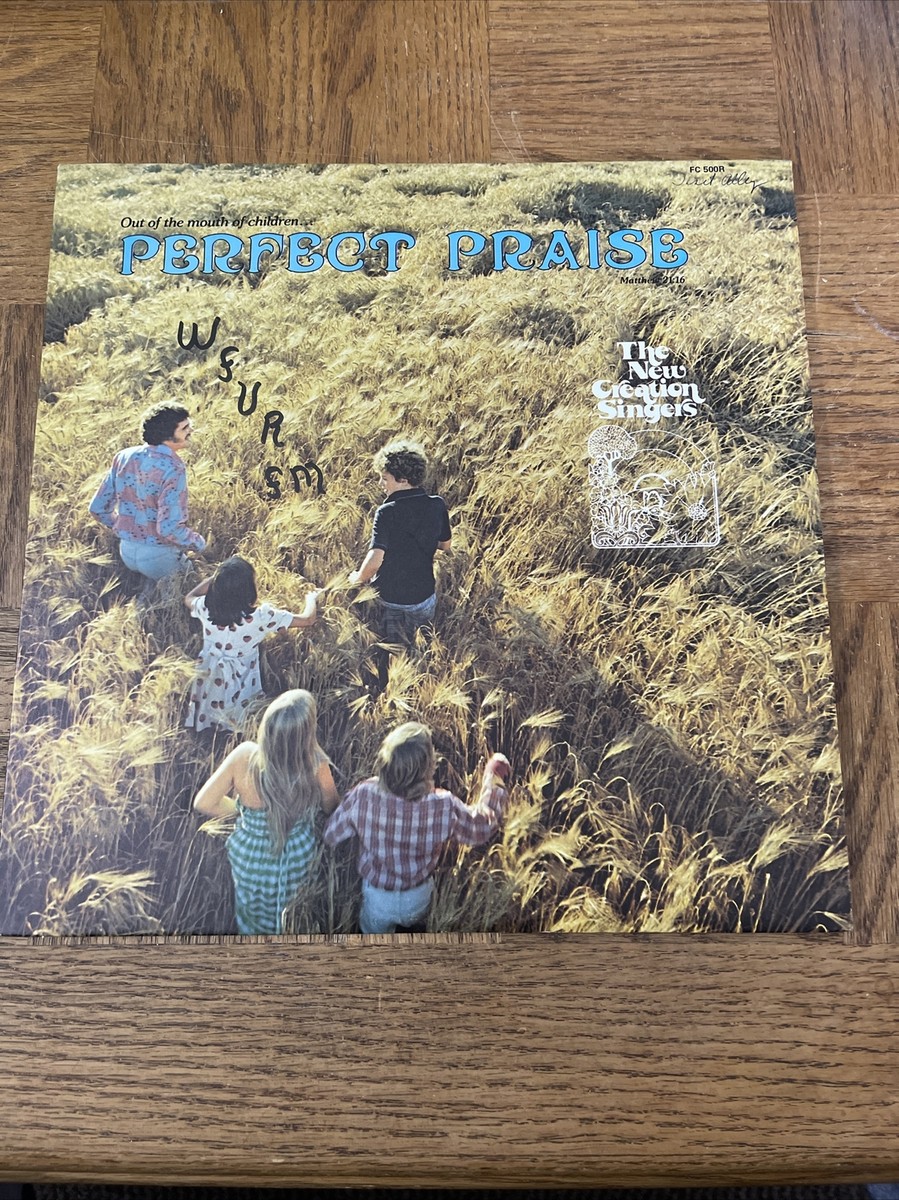 FC 500R
Out of the mouth of children...
PERFECT PRAISE
Matthew 21:16
W
F
U
R
SM
The
New
Creation
Singers